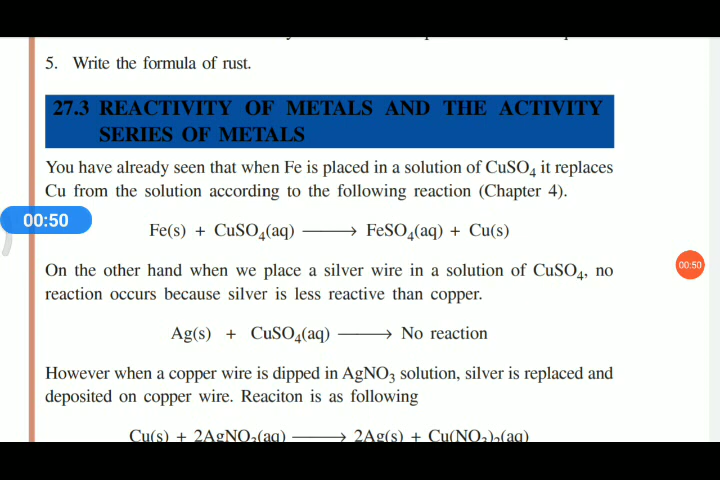 5. Write the formula of rust.
27.3 REACTIVITY OF METALS AND THE ACTIVITY
SERIES OF METALS
You have already seen that when Fe is placed in a solution of CuSO₄ it replaces
Cu from the solution according to the following reaction (Chapter 4).
00:50
Fe(s) + CuSO₄(aq) ⟶ FeSO₄(aq) + Cu(s)
00:50
On the other hand when we place a silver wire in a solution of CuSO₄, no
reaction occurs because silver is less reactive than copper.
Ag(s) + CuSO₄(aq) ⟶ No reaction
However when a copper wire is dipped in AgNO₃ solution, silver is replaced and
deposited on copper wire. Reaciton is as following
Cu(s) + 2AgNO₃(aq) ⟶ 2Ag(s) + Cu(NO₃)₂(aq)